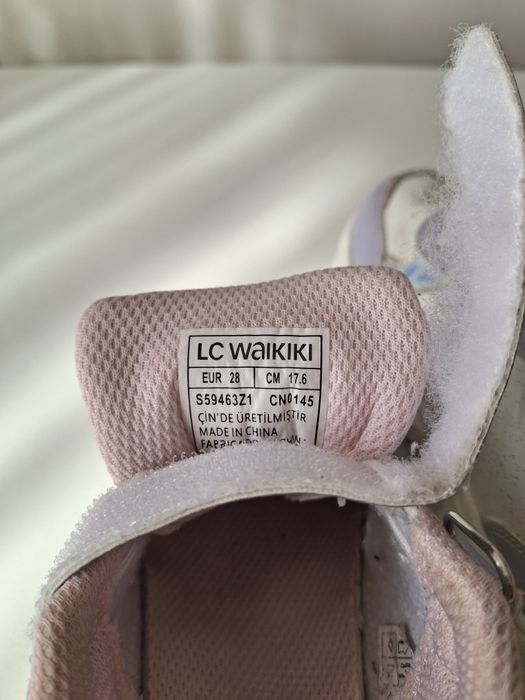 LC WAIKIKI
EUR 28 CM 17.6
S59463Z1 CN0145
ÇİN'DE ÜRETİLMİŞTİR
MADE IN CHINA